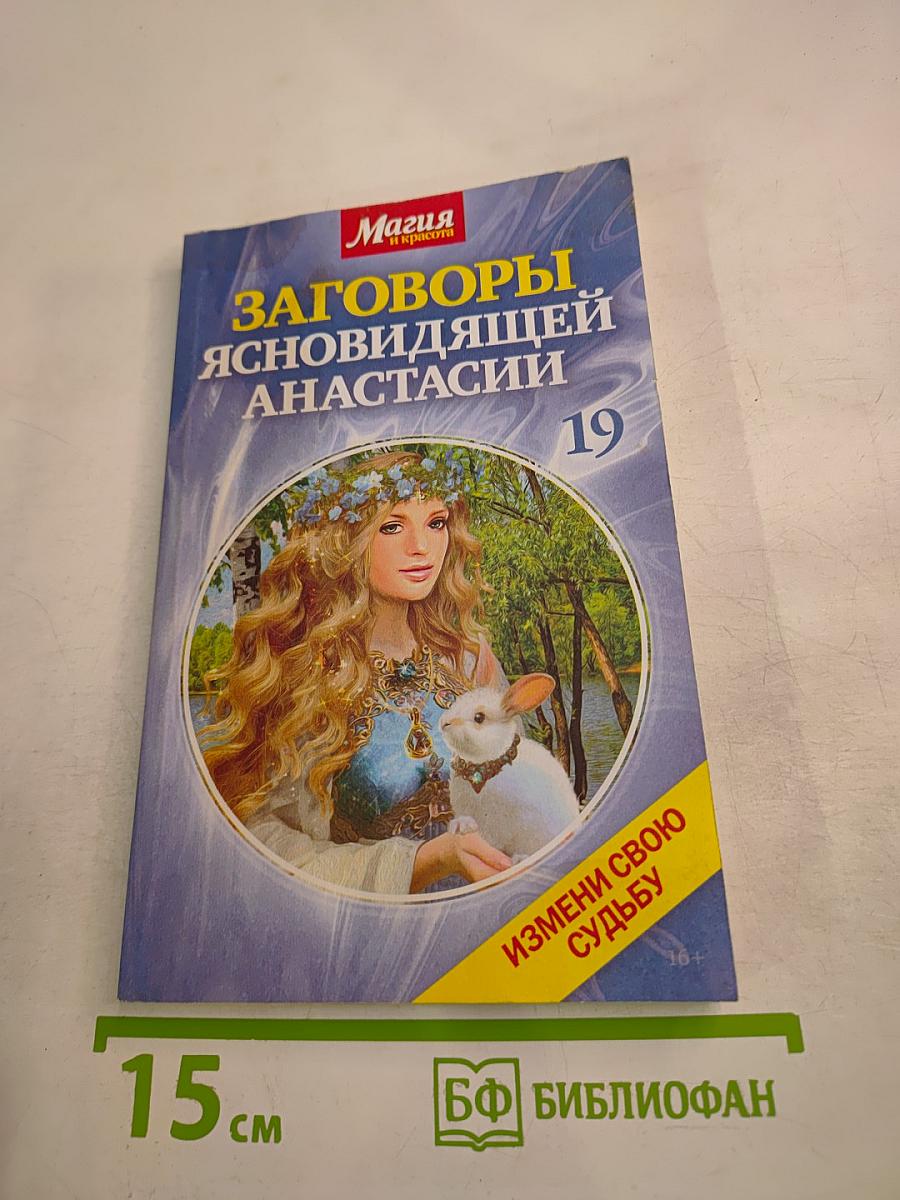 Магия
и красота
ЗАГОВОРЫ
ЯСНОВИДЯЩЕЙ
АНАСТАСИИ
19
ИЗМЕНИ СВОЮ
СУДЬБУ
16+
15 см
БФ БИБЛИОФАН